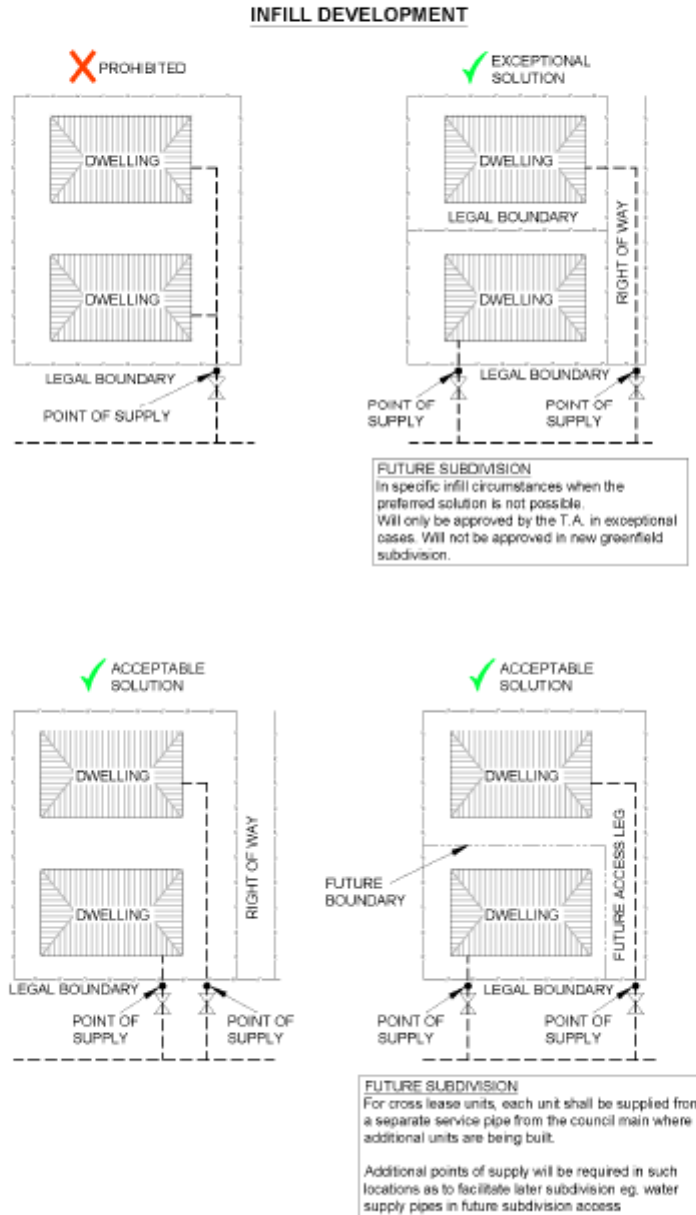 INFILL DEVELOPMENT
PROHIBITED
DWELLING
DWELLING
LEGAL BOUNDARY
POINT OF SUPPLY
EXCEPTIONAL
SOLUTION
DWELLING
LEGAL BOUNDARY
RIGHT OF WAY
DWELLING
LEGAL BOUNDARY
POINT OF
SUPPLY
POINT OF
SUPPLY
FUTURE SUBDIVISION
In specific infill circumstances when the
preferred solution is not possible.
Will only be approved by the T.A. in exceptional
cases. Will not be approved in new greenfield
subdivision.
ACCEPTABLE
SOLUTION
DWELLING
RIGHT OF WAY
DWELLING
LEGAL BOUNDARY
POINT OF
SUPPLY
POINT OF
SUPPLY
ACCEPTABLE
SOLUTION
DWELLING
FUTURE
BOUNDARY
FUTURE ACCESS LEG
DWELLING
LEGAL BOUNDARY
POINT OF
SUPPLY
POINT OF
SUPPLY
FUTURE SUBDIVISION
For cross lease units, each unit shall be supplied from
a separate service pipe from the council main where
additional units are being built.
Additional points of supply will be required in such
locations as to facilitate later subdivision eg. water
supply pipes in future subdivision access